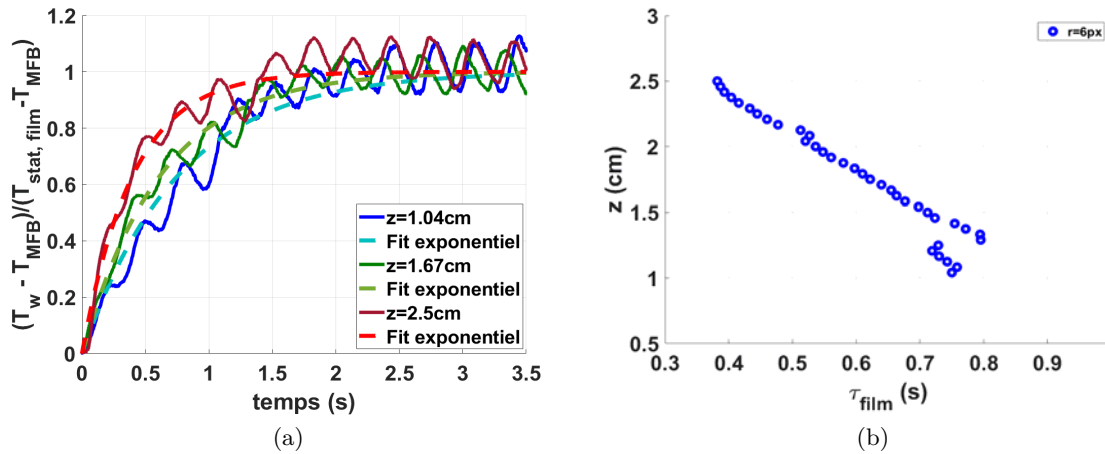 1.2
1
0.8
0.6
0.4
0.2
0
(T_w - T_MFB)/(T_stat, film - T_MFB)
z=1.04cm
Fit exponentiel
z=1.67cm
Fit exponentiel
z=2.5cm
Fit exponentiel
0 0.5 1 1.5 2 2.5 3 3.5
temps (s)
(a)
3
2.5
2
1.5
1
0.5
z (cm)
r=6px
0.3 0.4 0.5 0.6 0.7 0.8 0.9
τ_film (s)
(b)